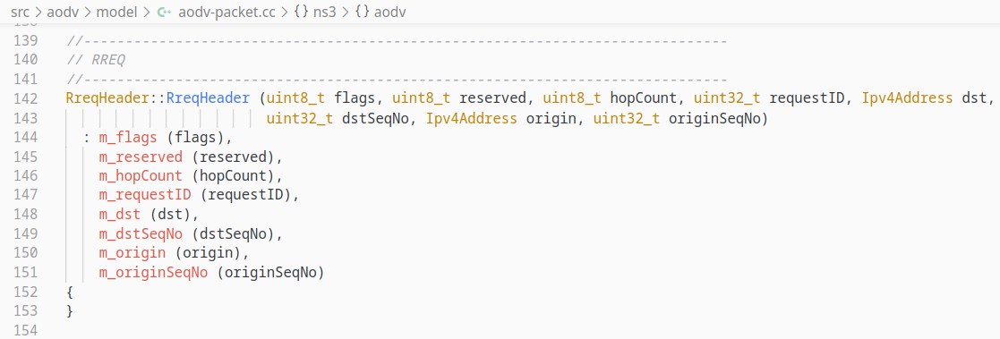 src > aodv > model > aodv-packet.cc > {} ns3 > {} aodv
138
139 //------------------------------------------------------------------------------
140 // RREQ
141 //------------------------------------------------------------------------------
142 RreqHeader::RreqHeader (uint8_t flags, uint8_t reserved, uint8_t hopCount, uint32_t requestID, Ipv4Address dst,
143 uint32_t dstSeqNo, Ipv4Address origin, uint32_t originSeqNo)
144 : m_flags (flags),
145 m_reserved (reserved),
146 m_hopCount (hopCount),
147 m_requestID (requestID),
148 m_dst (dst),
149 m_dstSeqNo (dstSeqNo),
150 m_origin (origin),
151 m_originSeqNo (originSeqNo)
152 {
153 }
154